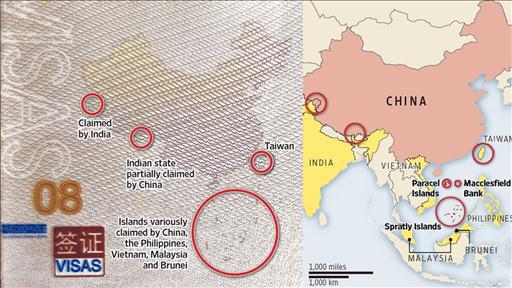 VISAS
Claimed
by India
Indian state
partially claimed
by China
Taiwan
Islands variously
claimed by China,
the Philippines,
Vietnam, Malaysia
and Brunei
08
签证
VISAS
CHINA
INDIA
TAIWAN
VIETNAM
Paracel
Islands
Macclesfield
Bank
PHILIPPINES
Spratly Islands
BRUNEI
MALAYSIA
1,000 miles
1,000 km